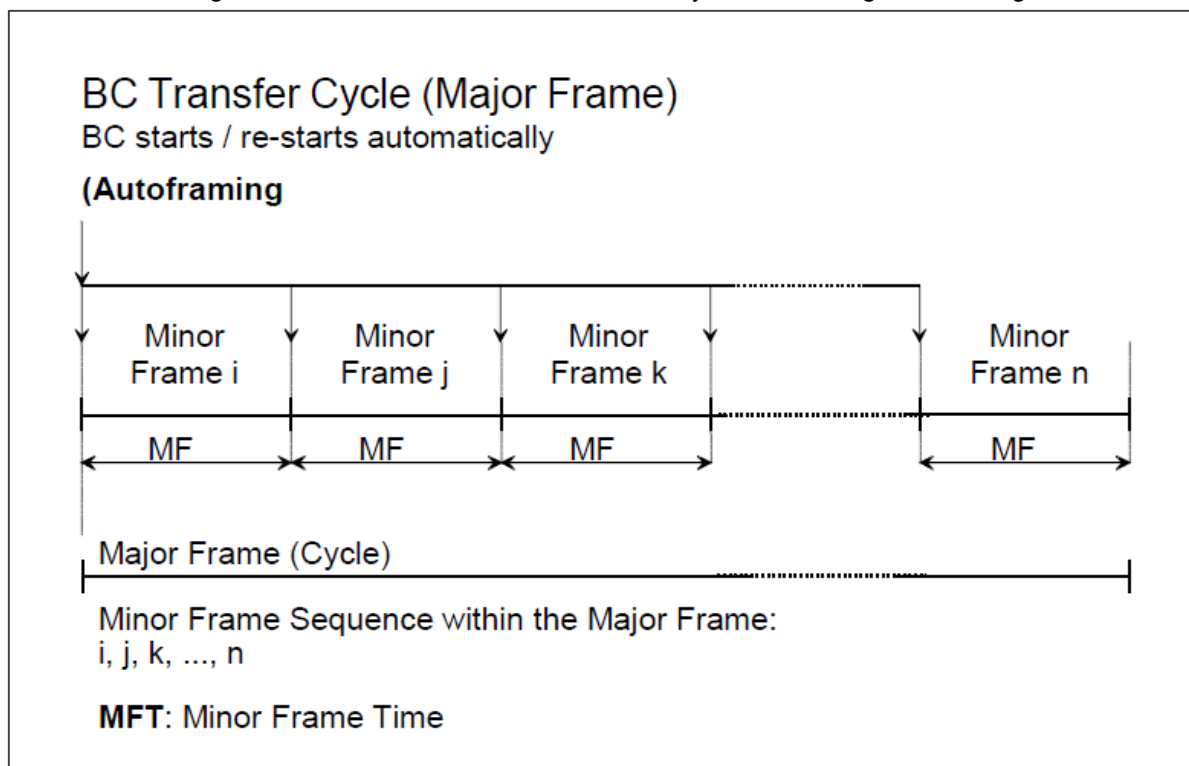 BC Transfer Cycle (Major Frame)
BC starts / re-starts automatically
(Autoframing
Minor Frame i
Minor Frame j
Minor Frame k
Minor Frame n
MF
MF
MF
MF
Major Frame (Cycle)
Minor Frame Sequence within the Major Frame:
i, j, k, ..., n
MFT: Minor Frame Time